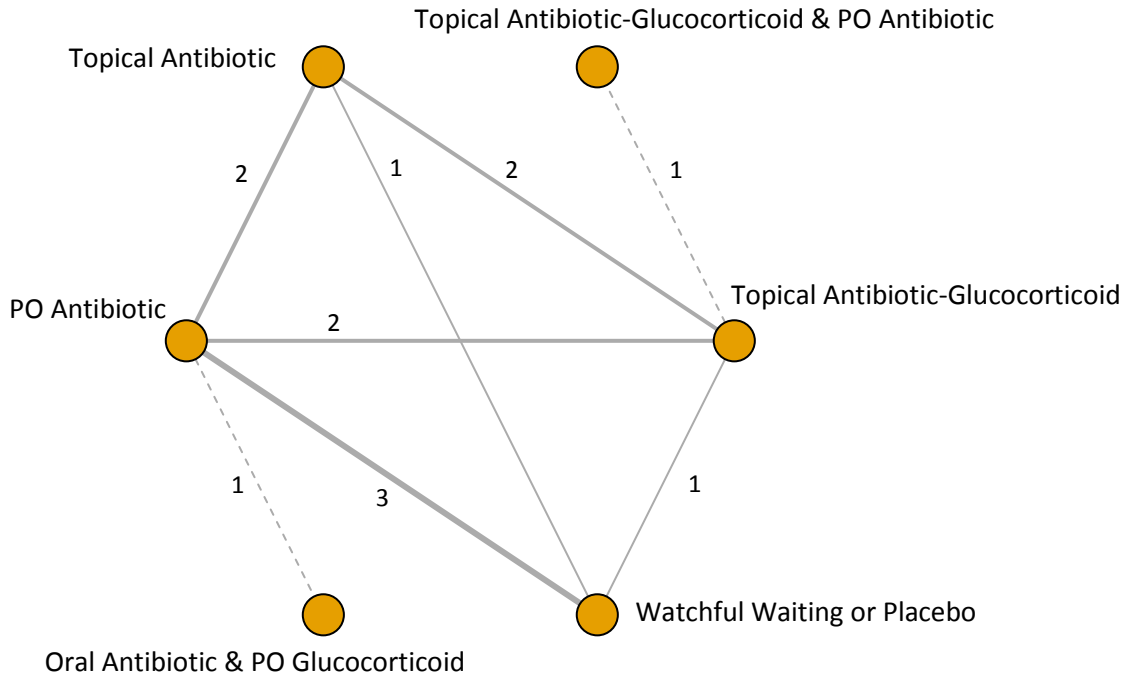 Topical Antibiotic-Glucocorticoid & PO Antibiotic
Topical Antibiotic
2
1
2
1
Topical Antibiotic-Glucocorticoid
PO Antibiotic
2
1
3
1
Watchful Waiting or Placebo
Oral Antibiotic & PO Glucocorticoid